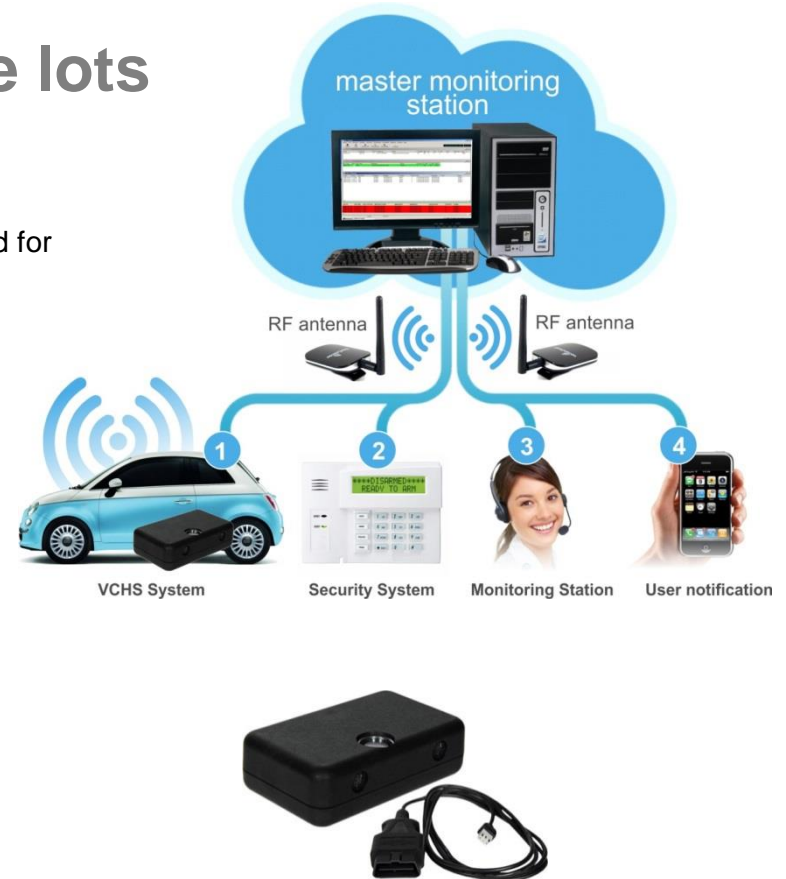 e lots
d for
master monitoring
station
RF antenna
RF antenna
1
2
3
4
****DISARMED****
READY TO ARM
VCHS System
Security System
Monitoring Station
User notification